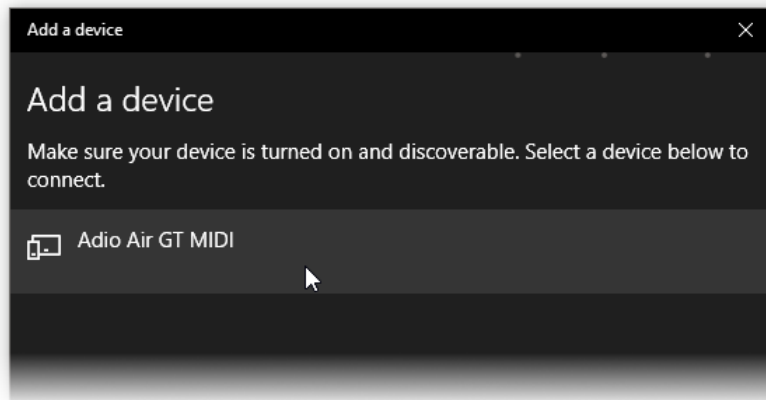 Add a device
Add a device
Make sure your device is turned on and discoverable. Select a device below to
connect.
Adio Air GT MIDI